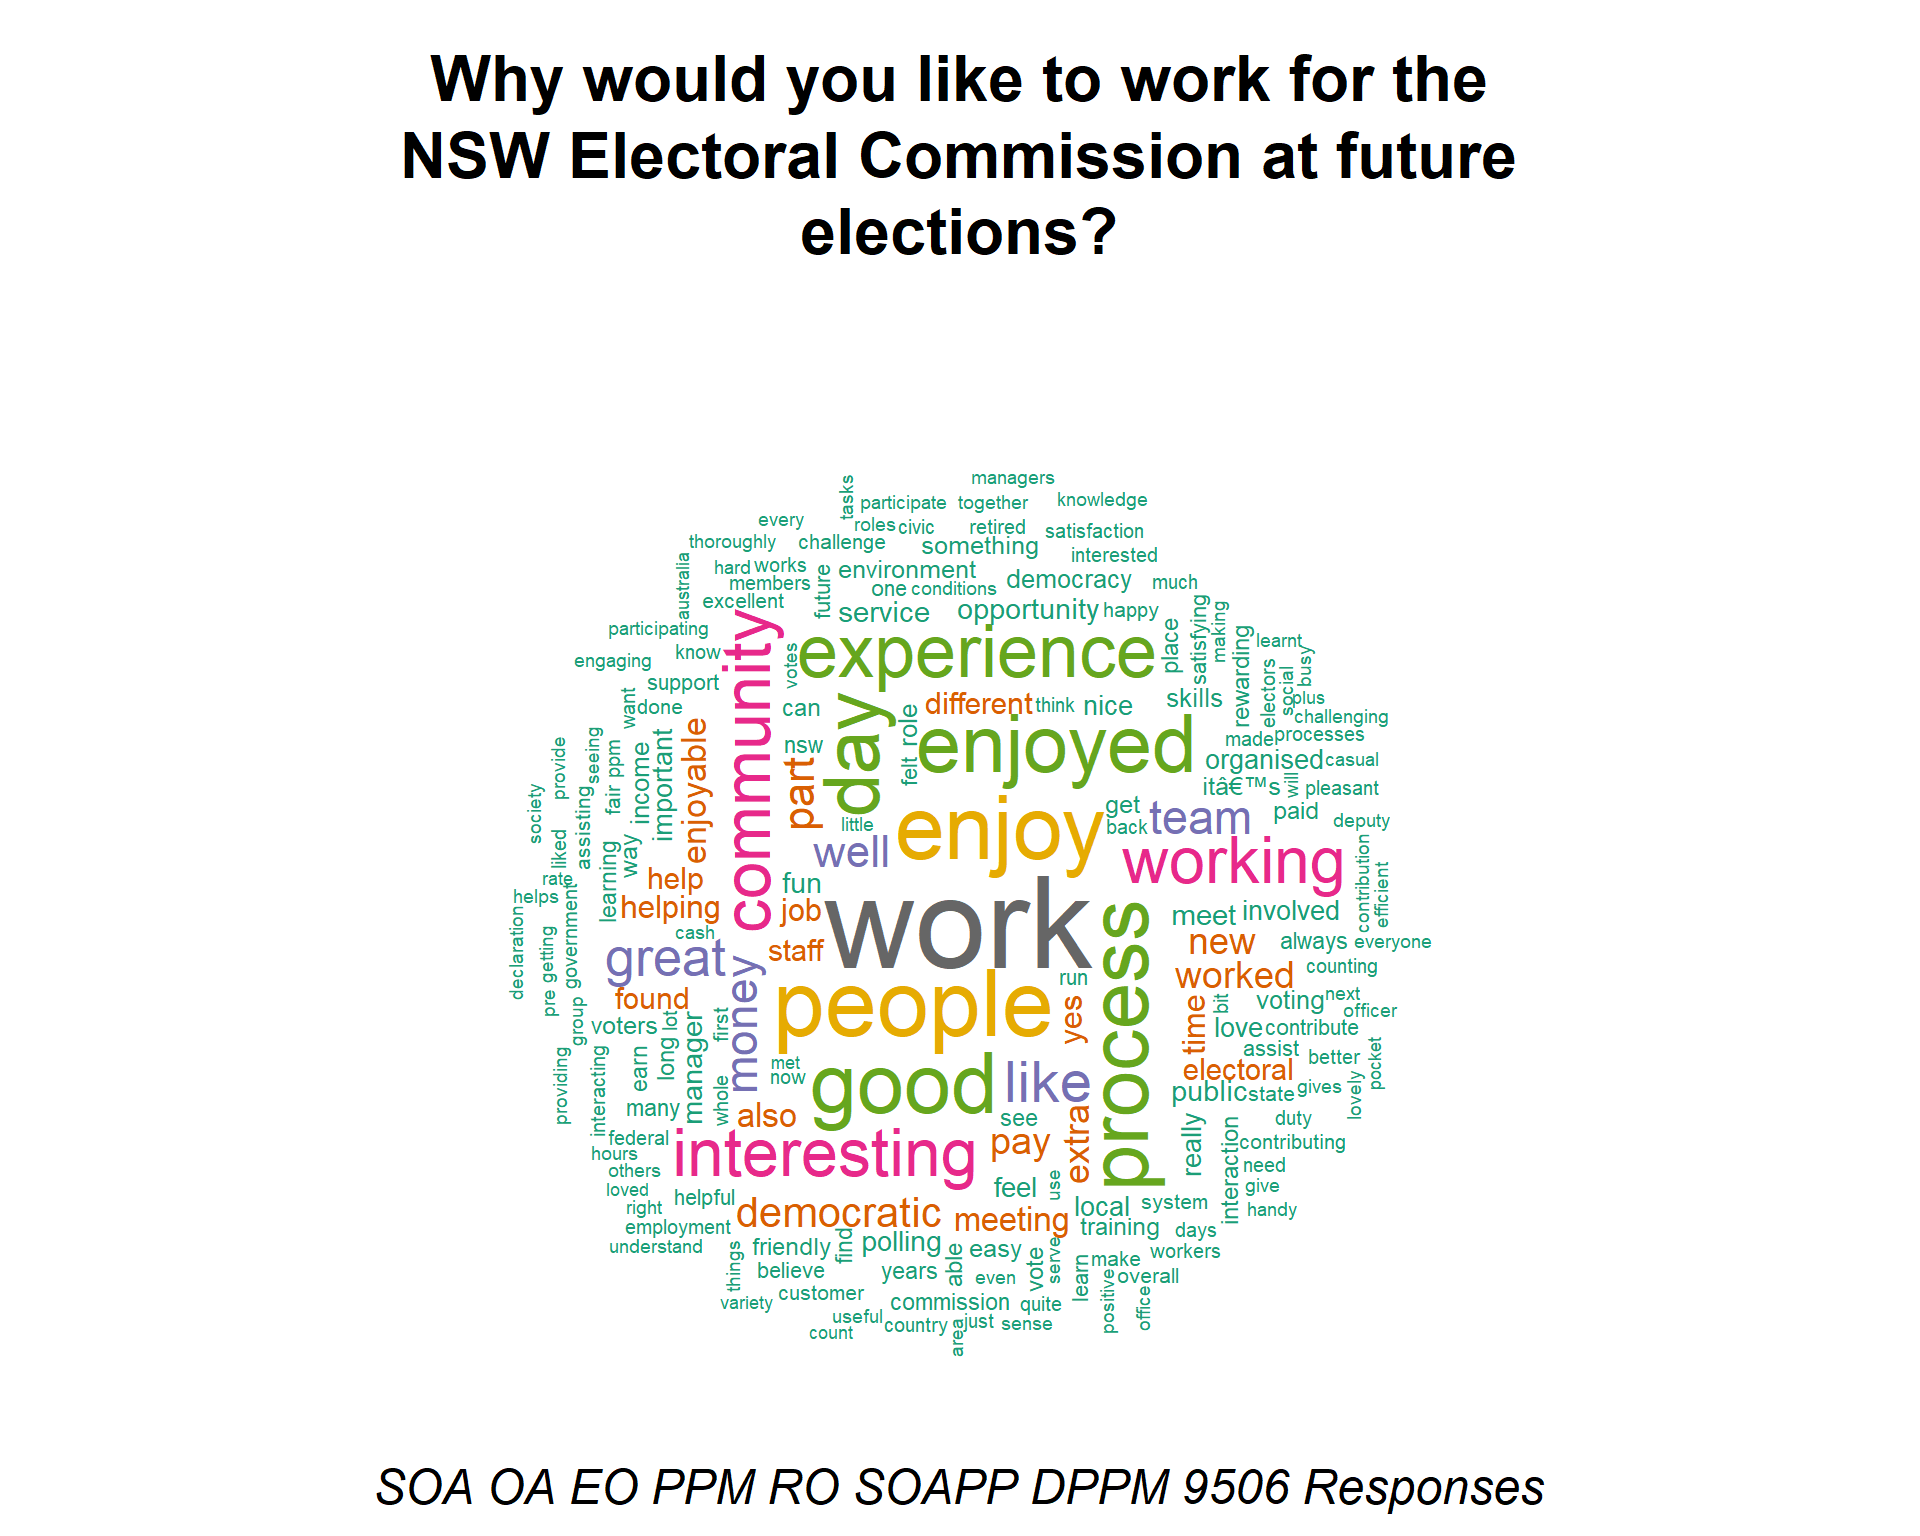 Why would you like to work for the
NSW Electoral Commission at future
elections?
managers
tasks
participate
together
knowledge
every
roles
civic
retired
satisfaction
thoroughly
challenge
something
interested
australia
hard
works
environment
members
future
one
conditions
democracy
much
excellent
service
opportunity
happy
participating
community
experience
place
satisfying
making
learnt
engaging
know
votes
rewarding
electors
social
busy
support
want
done
can
day
different
think
nice
skills
plus
challenging
felt
role
enjoyed
made
processes
seeing
provide
ppm
fair
income
important
enjoyable
nsw
part
organised
casual
itâ€™s
will
pleasant
society
liked
assisting
way
little
enjoy
get
back
team
paid
deputy
well
working
rate
learning
help
fun
contribution
efficient
helps
government
helping
job
work
process
meet
involved
declaration
getting
pre
cash
great
staff
new
always
everyone
money
people
run
worked
counting
found
group
voters
lot
first
yes
time
bit
voting
next
officer
love
contribute
providing
interacting
earn
long
manager
met
now
good
like
assist
better
electoral
pocket
many
whole
public
state
gives
lovely
also
see
extra
duty
federal
interesting
pay
really
interaction
contributing
hours
others
need
loved
helpful
feel
use
give
right
democratic
meeting
local
system
handy
employment
training
days
understand
friendly
find
polling
easy
vote
serve
workers
things
believe
years
able
even
learn
make
overall
variety
customer
commission
quite
positive
office
useful
count
country
area
just
sense
SOA OA EO PPM RO SOAPP DPPM 9506 Responses